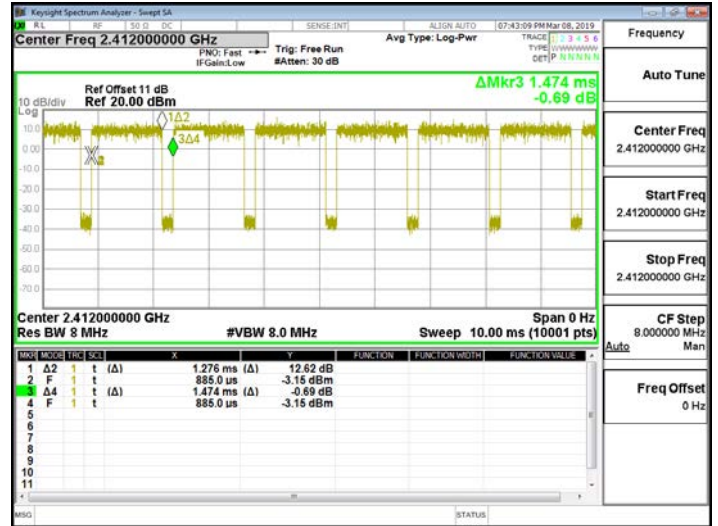 Keysight Spectrum Analyzer - Swept SA
RL RF 50 Ω DC SENSE:INT ALIGN AUTO 07:43:09 PM Mar 08, 2019
Center Freq 2.412000000 GHz
PNO: Fast
IFGain:Low
Trig: Free Run
#Atten: 30 dB
Avg Type: Log-Pwr
TRACE 1 2 3 4 5 6
TYPE WWWWWW
DET P N N N N N
Frequency
Auto Tune
Center Freq
2.412000000 GHz
Start Freq
2.412000000 GHz
Stop Freq
2.412000000 GHz
CF Step
8.000000 MHz
Auto Man
Freq Offset
0 Hz
ΔMkr3 1.474 ms
-0.69 dB
Ref Offset 11 dB
10 dB/div Ref 20.00 dBm
Log
1Δ2
3Δ4
10.0
0.00
-10.0
-20.0
-30.0
-40.0
-50.0
-60.0
-70.0
Center 2.412000000 GHz Span 0 Hz
Res BW 8 MHz #VBW 8.0 MHz Sweep 10.00 ms (10001 pts)
MKR MODE TRC SCL X Y FUNCTION FUNCTION WIDTH FUNCTION VALUE
1 Δ2 1 t (Δ) 1.276 ms (Δ) 12.62 dB
2 F 1 t 885.0 µs -3.15 dBm
3 Δ4 1 t (Δ) 1.474 ms (Δ) -0.69 dB
4 F 1 t 885.0 µs -3.15 dBm
5
6
7
8
9
10
11
MSG STATUS